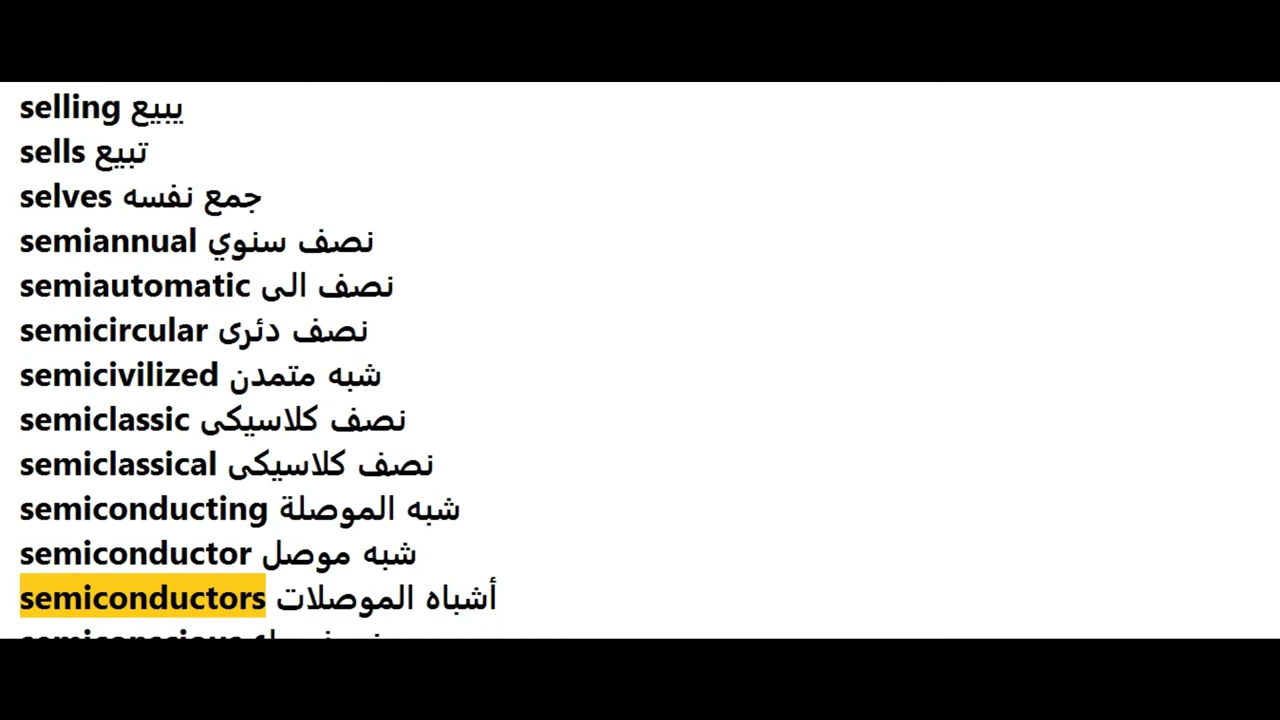 selling يبيع
sells تبيع
selves جمع نفسه
semiannual نصف سنوي
semiautomatic نصف الى
semicircular نصف دئرى
semicivilized شبه متمدن
semiclassic نصف كلاسيكى
semiclassical نصف كلاسيكى
semiconducting شبه الموصلة
semiconductor شبه موصل
semiconductors أشباه الموصلات
semiconscious